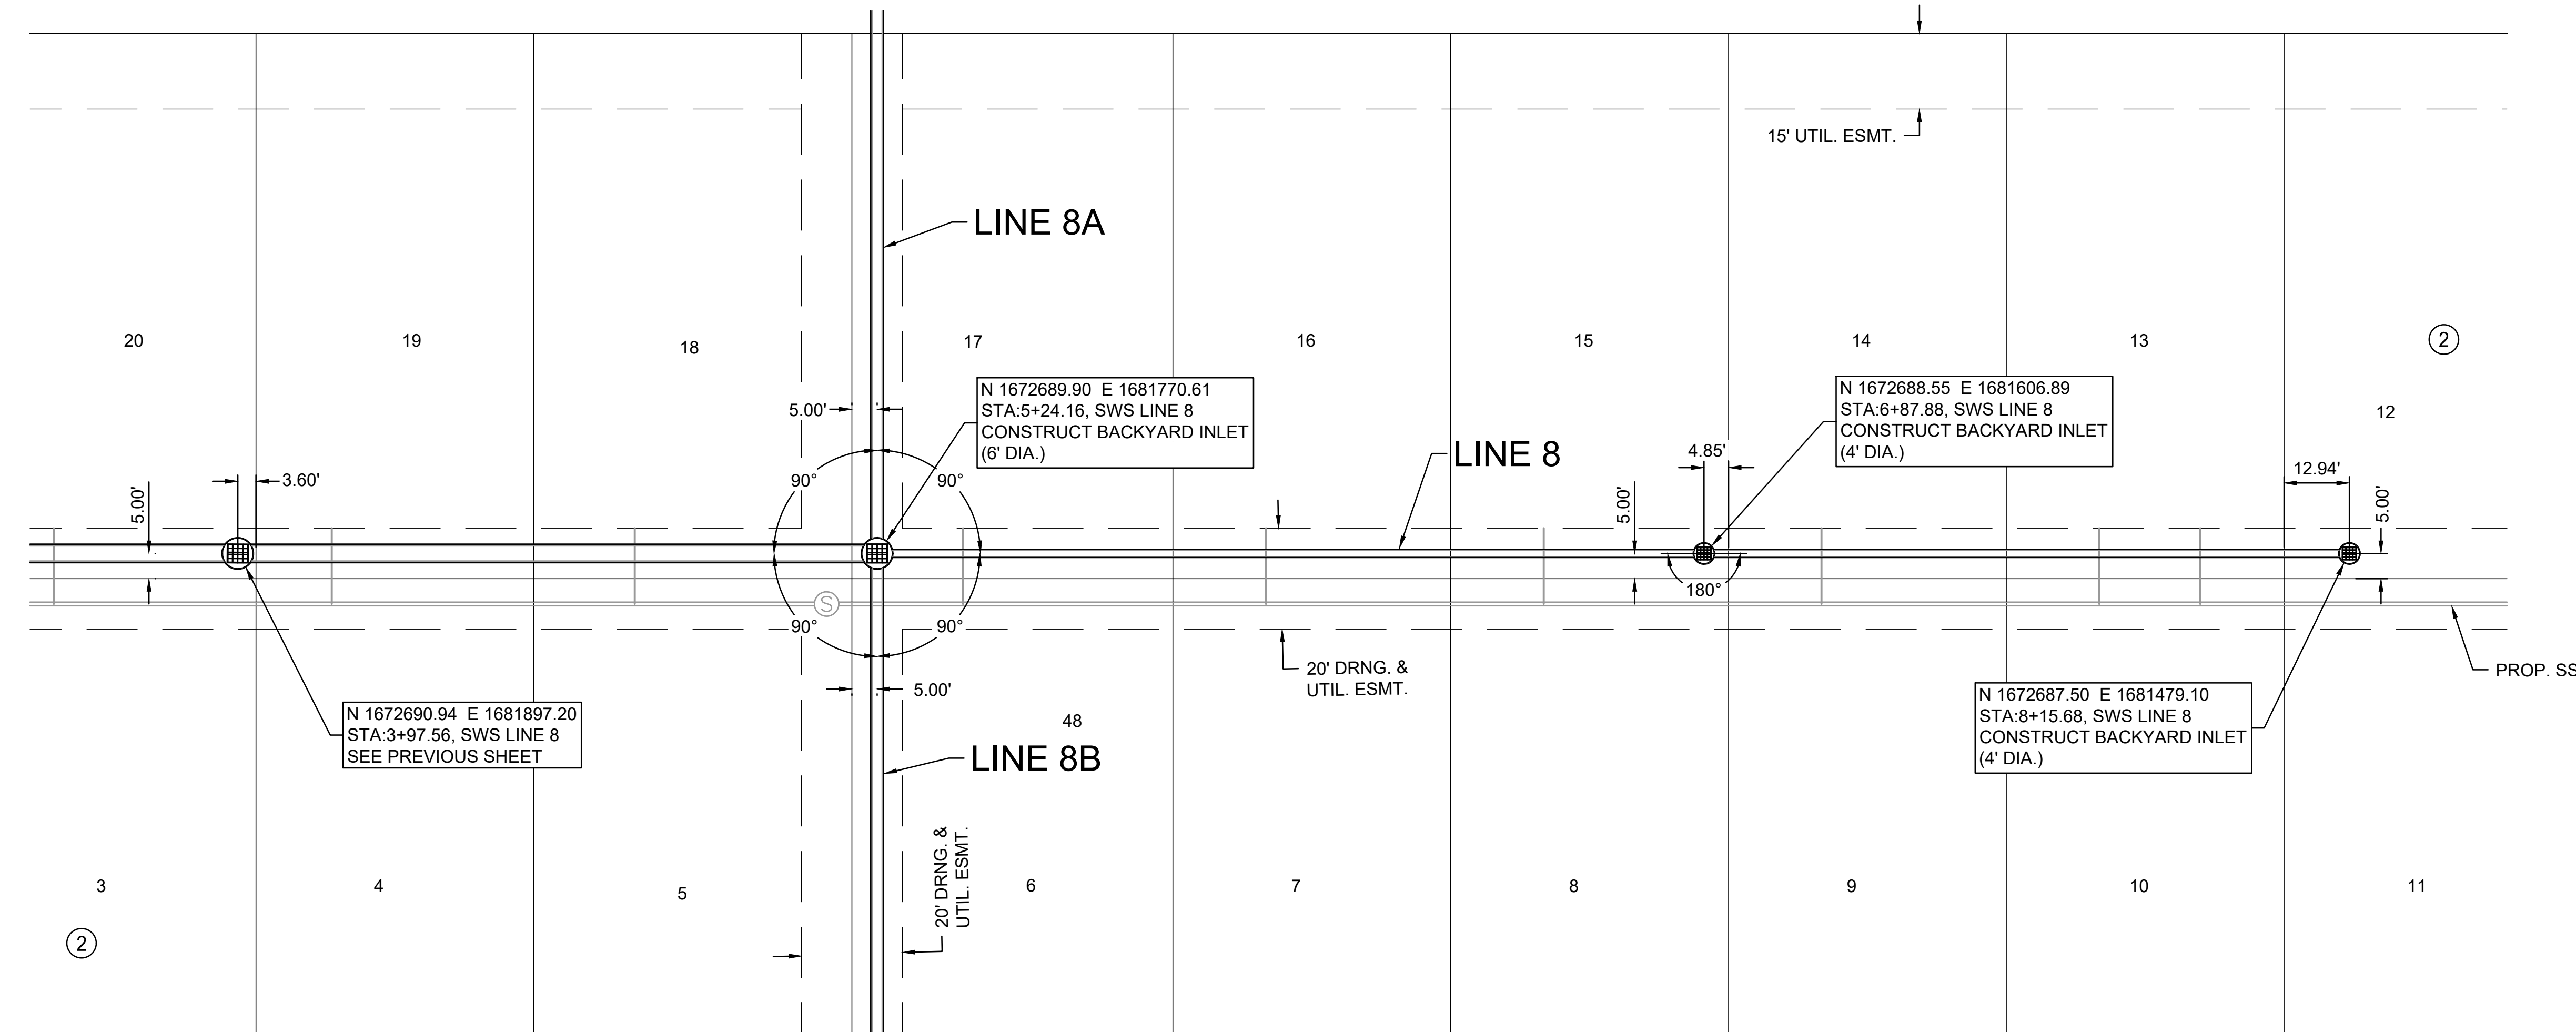 15' UTIL. ESMT.
LINE 8A
20
19
18
17
16
15
14
13
2
12
N 1672689.90 E 1681770.61
STA:5+24.16, SWS LINE 8
CONSTRUCT BACKYARD INLET
(6' DIA.)
N 1672688.55 E 1681606.89
STA:6+87.88, SWS LINE 8
CONSTRUCT BACKYARD INLET
(4' DIA.)
5.00'
LINE 8
4.85'
12.94'
3.60'
90°
90°
5.00'
5.00'
5.00'
180°
S
90°
90°
20' DRNG. &
UTIL. ESMT.
PROP. SS
5.00'
N 1672690.94 E 1681897.20
STA:3+97.56, SWS LINE 8
SEE PREVIOUS SHEET
48
N 1672687.50 E 1681479.10
STA:8+15.68, SWS LINE 8
CONSTRUCT BACKYARD INLET
(4' DIA.)
LINE 8B
20' DRNG. &
UTIL. ESMT.
3
4
5
6
7
8
9
10
11
2